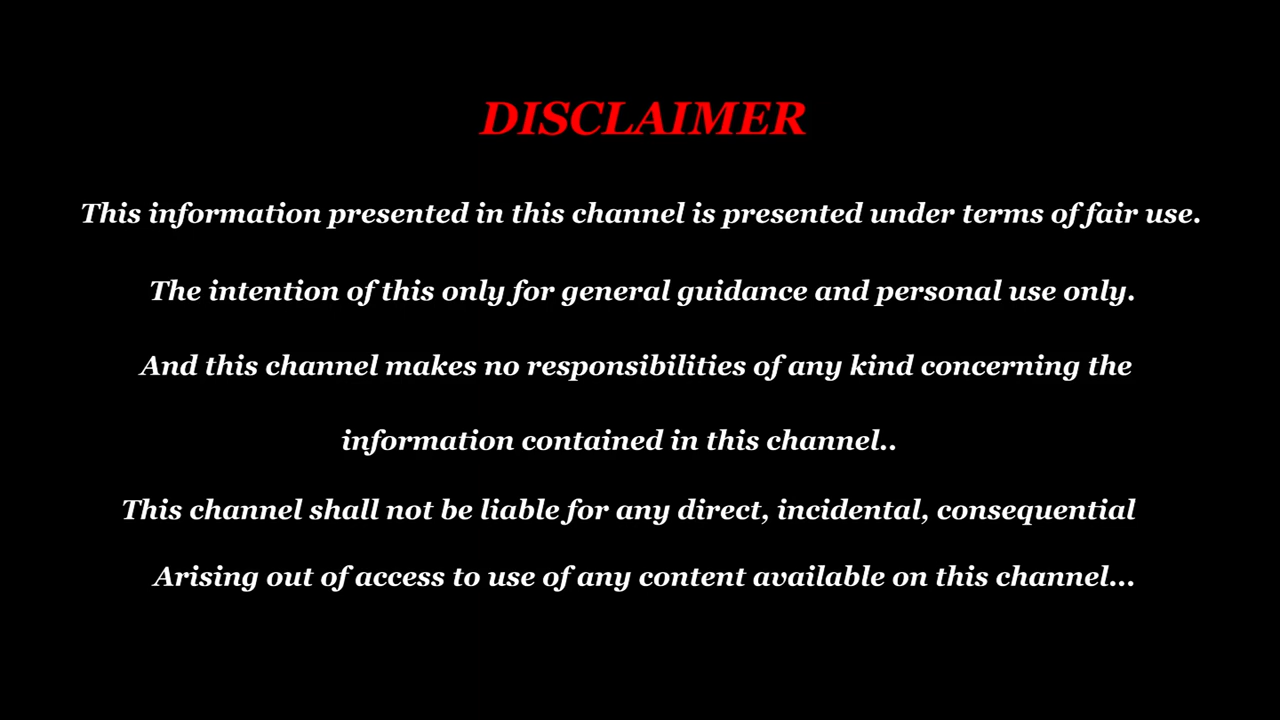 DISCLAIMER
This information presented in this channel is presented under terms of fair use.
The intention of this only for general guidance and personal use only.
And this channel makes no responsibilities of any kind concerning the
information contained in this channel..
This channel shall not be liable for any direct, incidental, consequential
Arising out of access to use of any content available on this channel...